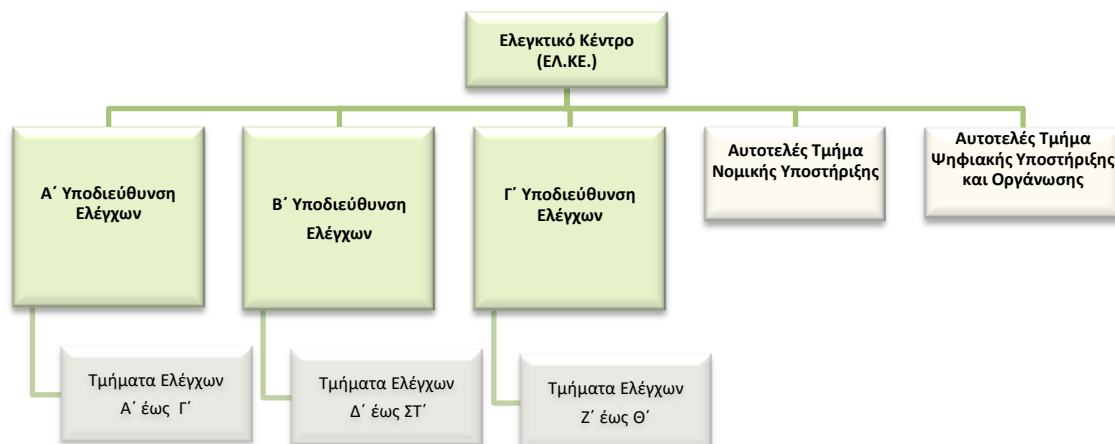 Ελεγκτικό Κέντρο
(ΕΛ.ΚΕ.)
Α΄ Υποδιεύθυνση
Ελέγχων
Β΄ Υποδιεύθυνση
Ελέγχων
Γ΄ Υποδιεύθυνση
Ελέγχων
Αυτοτελές Τμήμα
Νομικής Υποστήριξης
Αυτοτελές Τμήμα
Ψηφιακής Υποστήριξης
και Οργάνωσης
Τμήματα Ελέγχων
Α΄ έως Γ΄
Τμήματα Ελέγχων
Δ΄ έως ΣΤ΄
Τμήματα Ελέγχων
Ζ΄ έως Θ΄